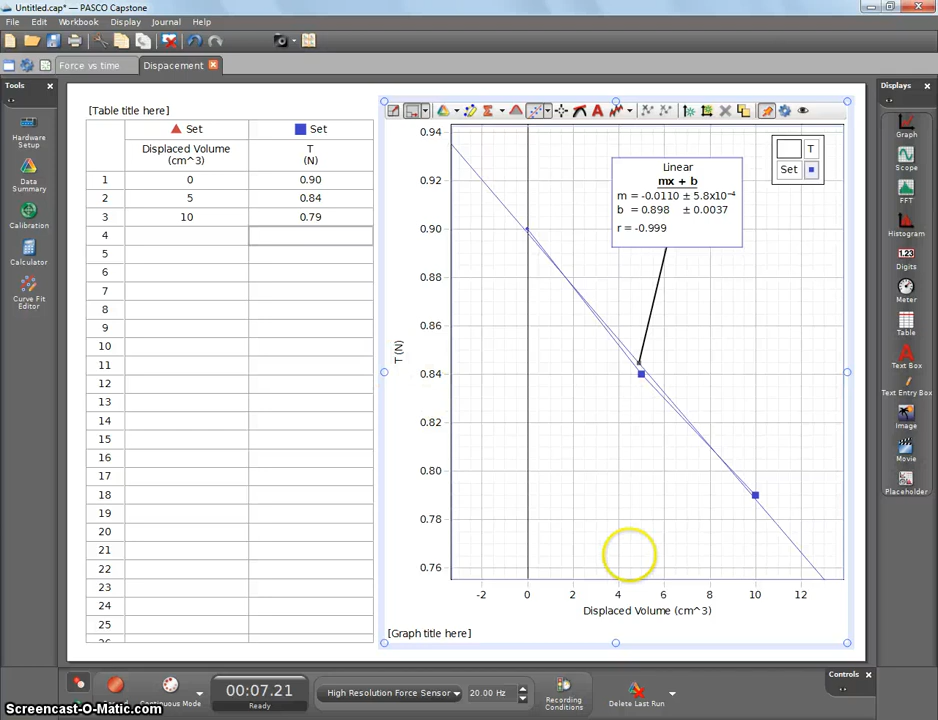 Untitled.cap* — PASCO Capstone
File Edit Workbook Display Journal Help
Force vs time
Dispacement
Tools
Hardware
Setup
Data
Summary
Calibration
Calculator
Curve Fit
Editor
[Table title here]
Set Set
Displaced Volume T
(cm^3) (N)
1 0 0.90
2 5 0.84
3 10 0.79
4
5
6
7
8
9
10
11
12
13
14
15
16
17
18
19
20
21
22
23
24
25
26
0.94
0.92
0.90
0.88
0.86
0.84
0.82
0.80
0.78
0.76
T (N)
Linear
mx + b
m = -0.0110 ± 5.8x10⁻⁴
b = 0.898 ± 0.0037
r = -0.999
T
Set
-2 0 2 4 6 8 10 12
Displaced Volume (cm^3)
[Graph title here]
Displays
Graph
Scope
FFT
Histogram
1.23
Digits
Meter
Table
Text Box
Text Entry Box
Image
Movie
Placeholder
Continuous Mode
00:07.21
Ready
High Resolution Force Sensor
20.00 Hz
Recording
Conditions
Delete Last Run
Controls
Screencast-O-Matic.com